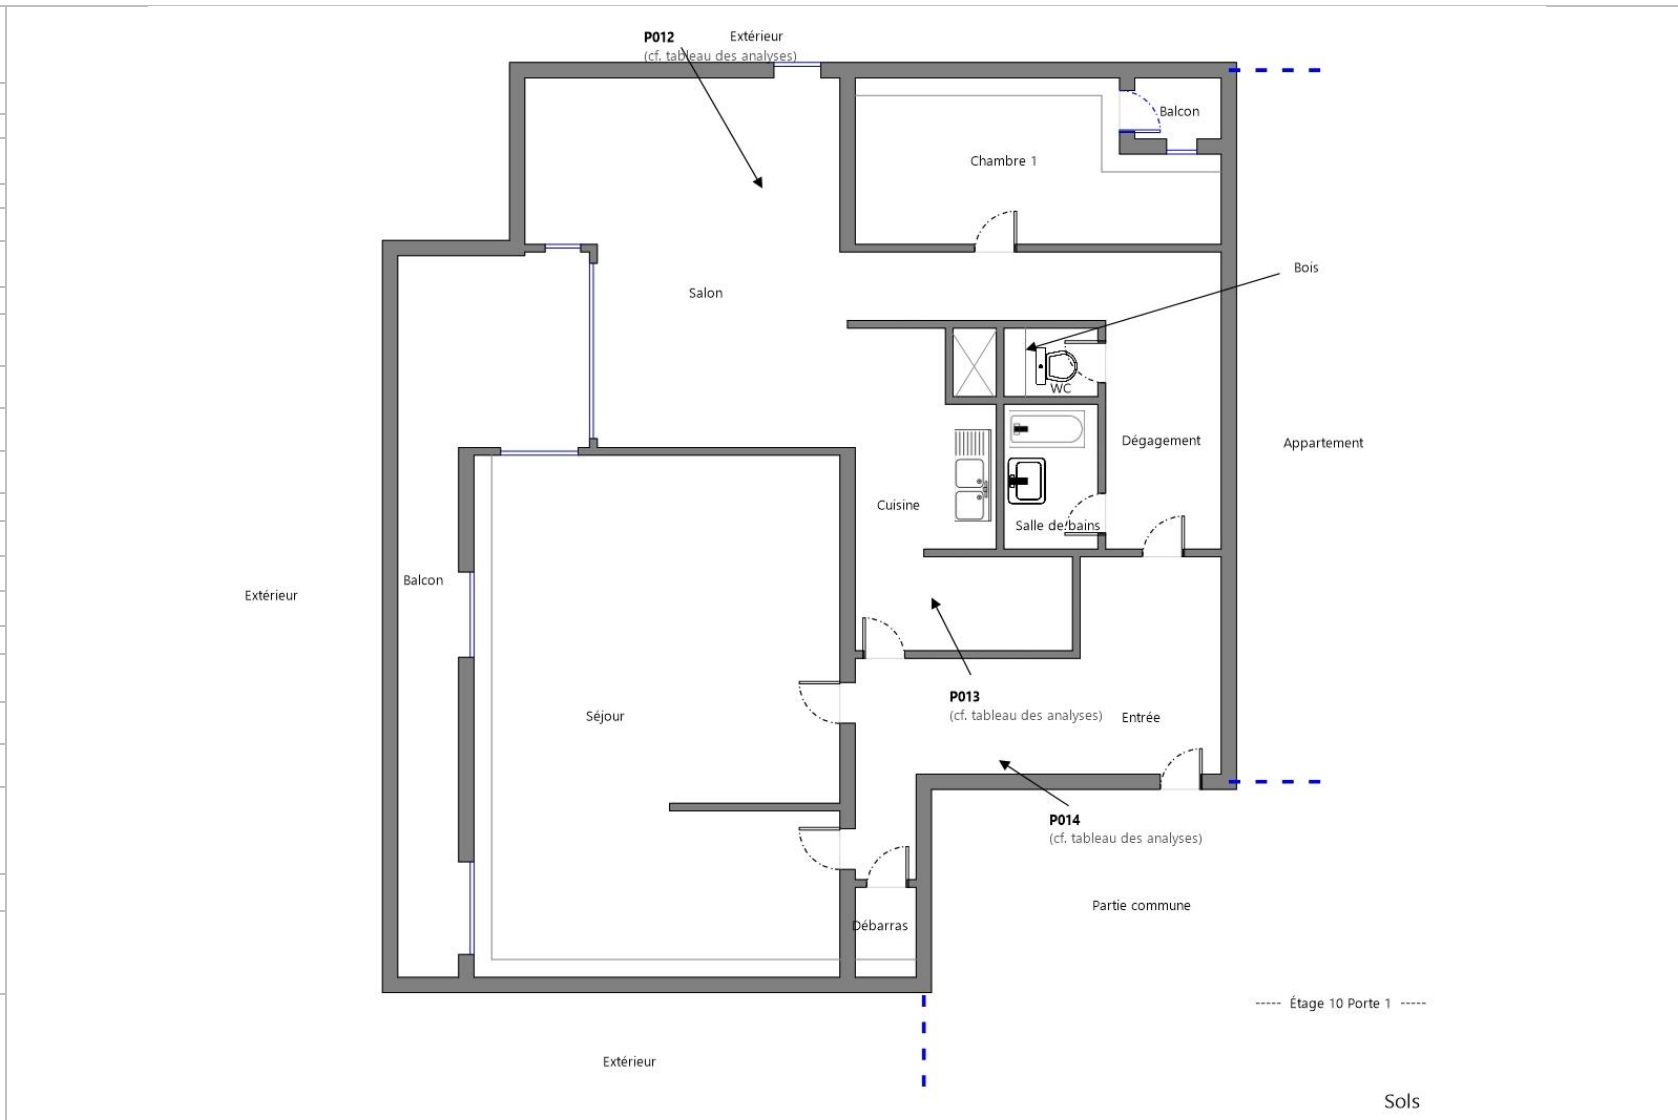 P012
Extérieur
(cf. tableau des analyses)
Balcon
Chambre 1
Bois
Salon
WC
Dégagement
Appartement
Cuisine
Salle de bains
Balcon
Extérieur
P013
(cf. tableau des analyses)
Entrée
Séjour
P014
(cf. tableau des analyses)
Partie commune
Débarras
----- Étage 10 Porte 1 -----
Extérieur
Sols